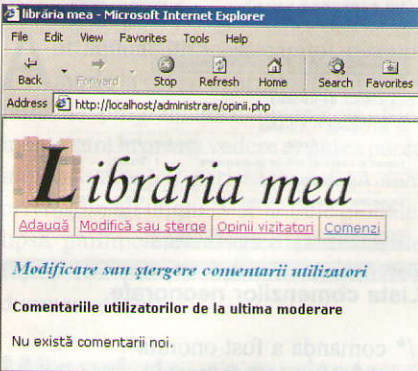 librăria mea - Microsoft Internet Explorer
File Edit View Favorites Tools Help
Back Forward Stop Refresh Home Search Favorites
Address http://localhost/administrare/opinii.php
Librăria mea
Adaugă Modifică sau sterge Opinii vizitatori Comenzi
Modificare sau ştergere comentarii utilizatori
Comentariile utilizatorilor de la ultima moderare
Nu există comentarii noi.